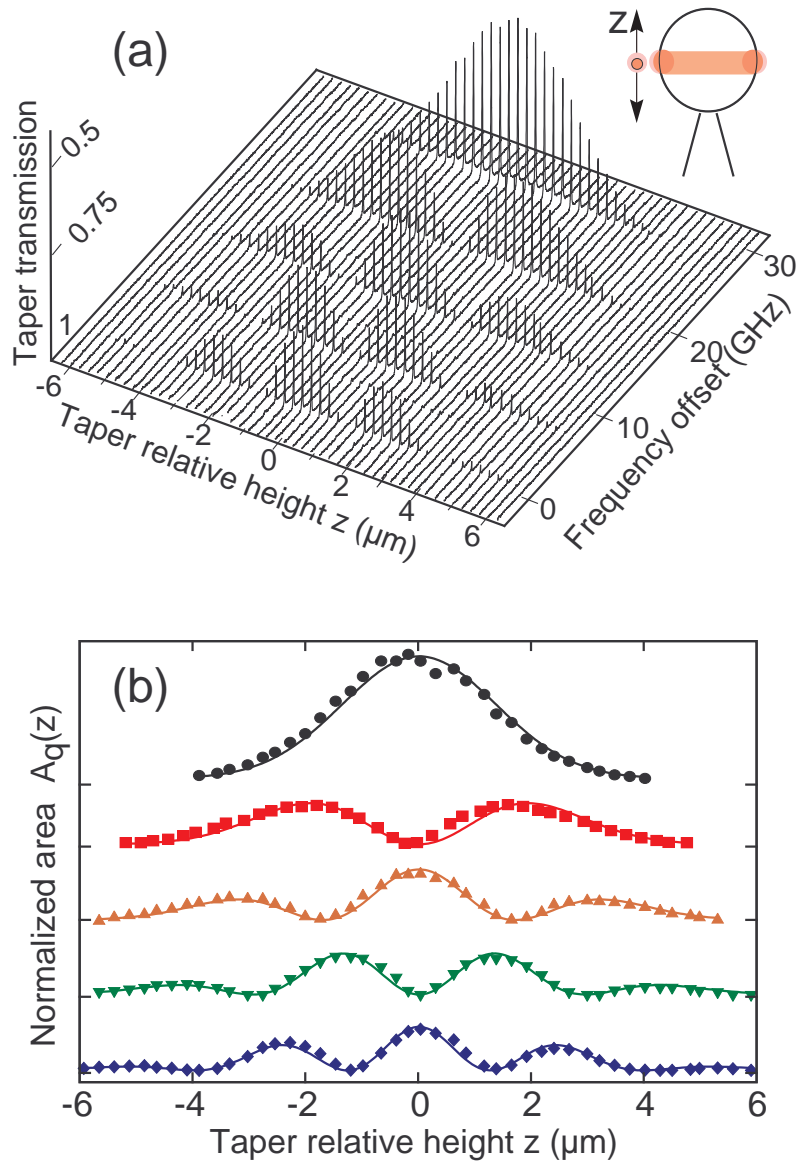 (a)
z
Taper transmission
0.5
0.75
1
-6
-4
-2
0
2
4
6
Taper relative height z (µm)
0
10
20
30
Frequency offset (GHz)
(b)
Normalized area Aq(z)
-6
-4
-2
0
2
4
6
Taper relative height z (µm)